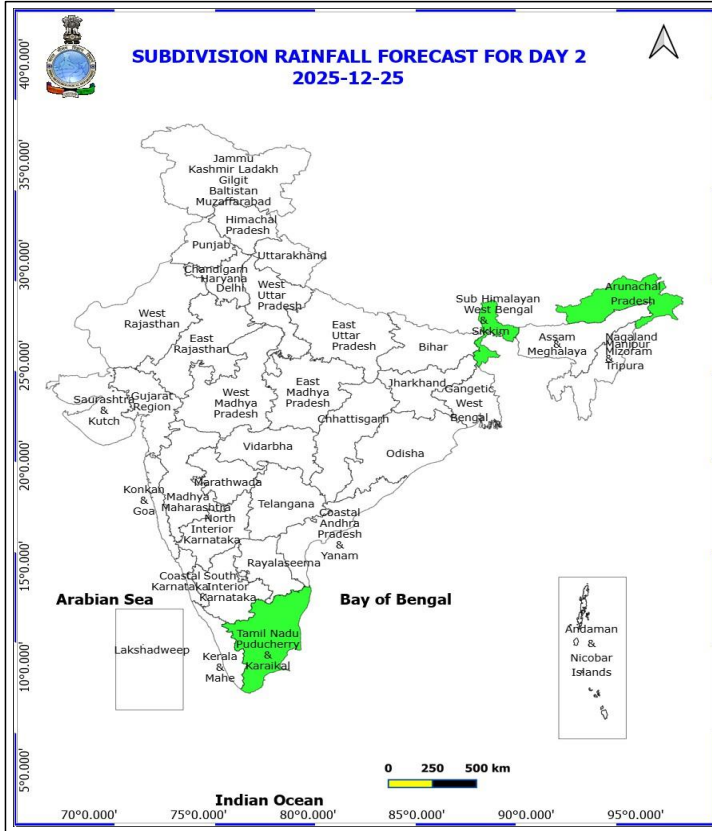 SUBDIVISION RAINFALL FORECAST FOR DAY 2
2025-12-25
40°0.000'
35°0.000'
30°0.000'
25°0.000'
20°0.000'
15°0.000'
10°0.000'
5°0.000'
Jammu
Kashmir Ladakh
Gilgit
Baltistan
Muzaffarabad
Himachal
Pradesh
Punjab
Uttarakhand
Chandigarh
Haryana
Delhi
West
Uttar
Pradesh
West
Rajasthan
East
Rajasthan
East
Uttar
Pradesh
Bihar
Sub Himalayan
West Bengal
&
Sikkim
Arunachal
Pradesh
Assam
&
Meghalaya
Nagaland
Manipur
Mizoram
&
Tripura
Saurashtra
&
Kutch
Gujarat
Region
West
Madhya
Pradesh
East
Madhya
Pradesh
Jharkhand
Gangetic
West
Bengal
Chhattisgarh
Odisha
Vidarbha
Konkan
&
Goa
Madhya
Maharashtra
Marathwada
Telangana
North
Interior
Karnataka
Coastal
Andhra
Pradesh
&
Yanam
Rayalaseema
Coastal
Karnataka
South
Interior
Karnataka
Arabian Sea
Bay of Bengal
Lakshadweep
Kerala
&
Mahe
Tamil Nadu
Puducherry
&
Karaikal
Andaman
&
Nicobar
Islands
0 250 500 km
Indian Ocean
70°0.000' 75°0.000' 80°0.000' 85°0.000' 90°0.000' 95°0.000'